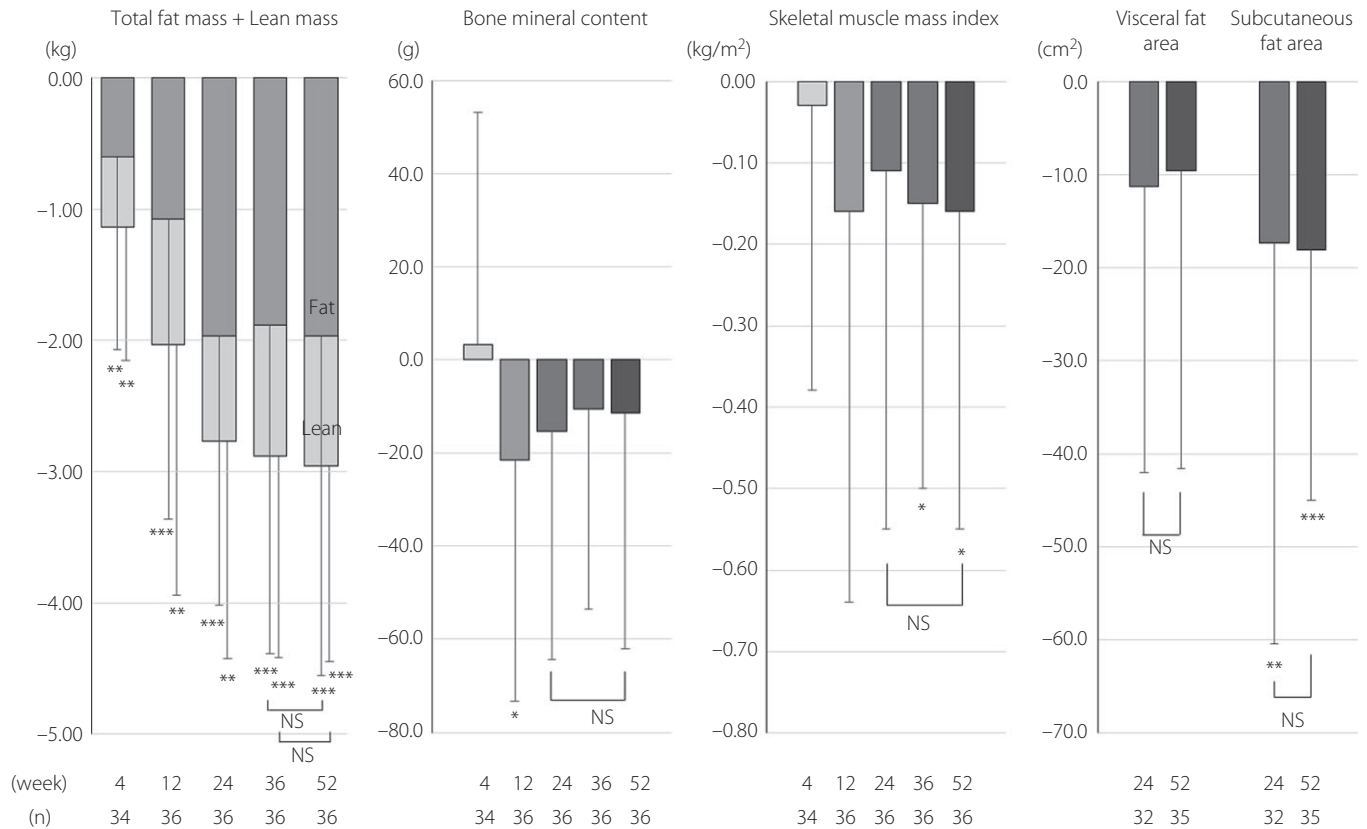 Total fat mass + Lean mass
(kg)
0.00
−1.00
−2.00
−3.00
−4.00
−5.00
Fat
Lean
**
**
***
**
***
**
***
***
***
***
NS
NS
Bone mineral content
(g)
60.0
40.0
20.0
0.0
−20.0
−40.0
−60.0
−80.0
*
NS
Skeletal muscle mass index
(kg/m²)
0.00
−0.10
−0.20
−0.30
−0.40
−0.50
−0.60
−0.70
−0.80
*
*
NS
Visceral fat
area
Subcutaneous
fat area
(cm²)
0.0
−10.0
−20.0
−30.0
−40.0
−50.0
−60.0
−70.0
NS
***
**
NS
(week) 4 12 24 36 52 4 12 24 36 52 4 12 24 36 52 24 52 24 52
(n) 34 36 36 36 36 34 36 36 36 36 34 36 36 36 36 32 35 32 35